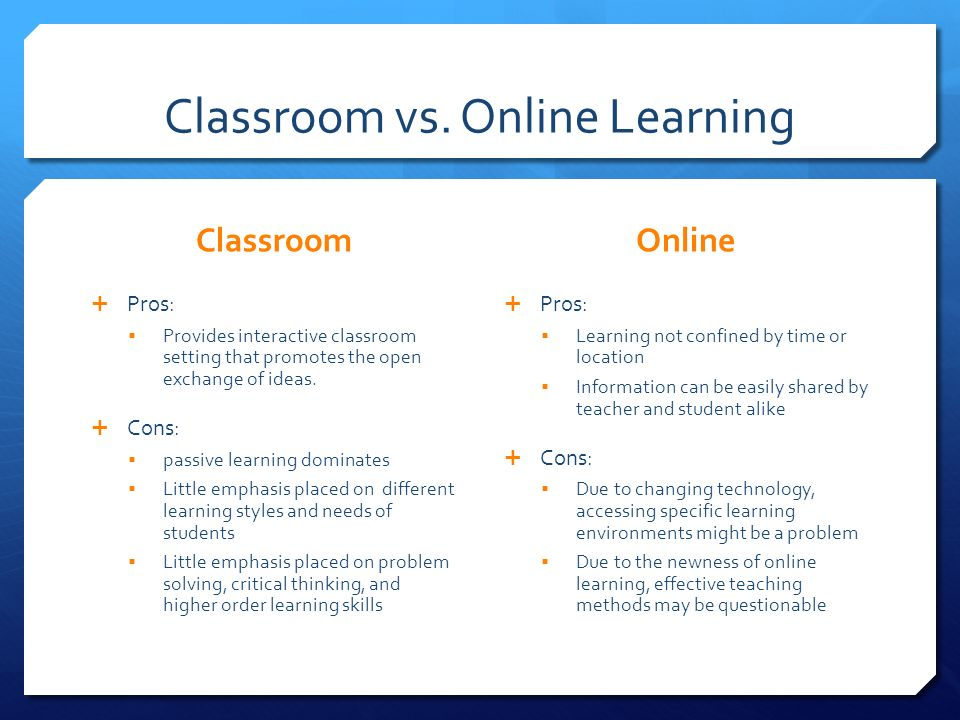 Classroom vs. Online Learning
Classroom
Pros:
Provides interactive classroom
setting that promotes the open
exchange of ideas.
Cons:
passive learning dominates
Little emphasis placed on different
learning styles and needs of
students
Little emphasis placed on problem
solving, critical thinking, and
higher order learning skills
Online
Pros:
Learning not confined by time or
location
Information can be easily shared by
teacher and student alike
Cons:
Due to changing technology,
accessing specific learning
environments might be a problem
Due to the newness of online
learning, effective teaching
methods may be questionable